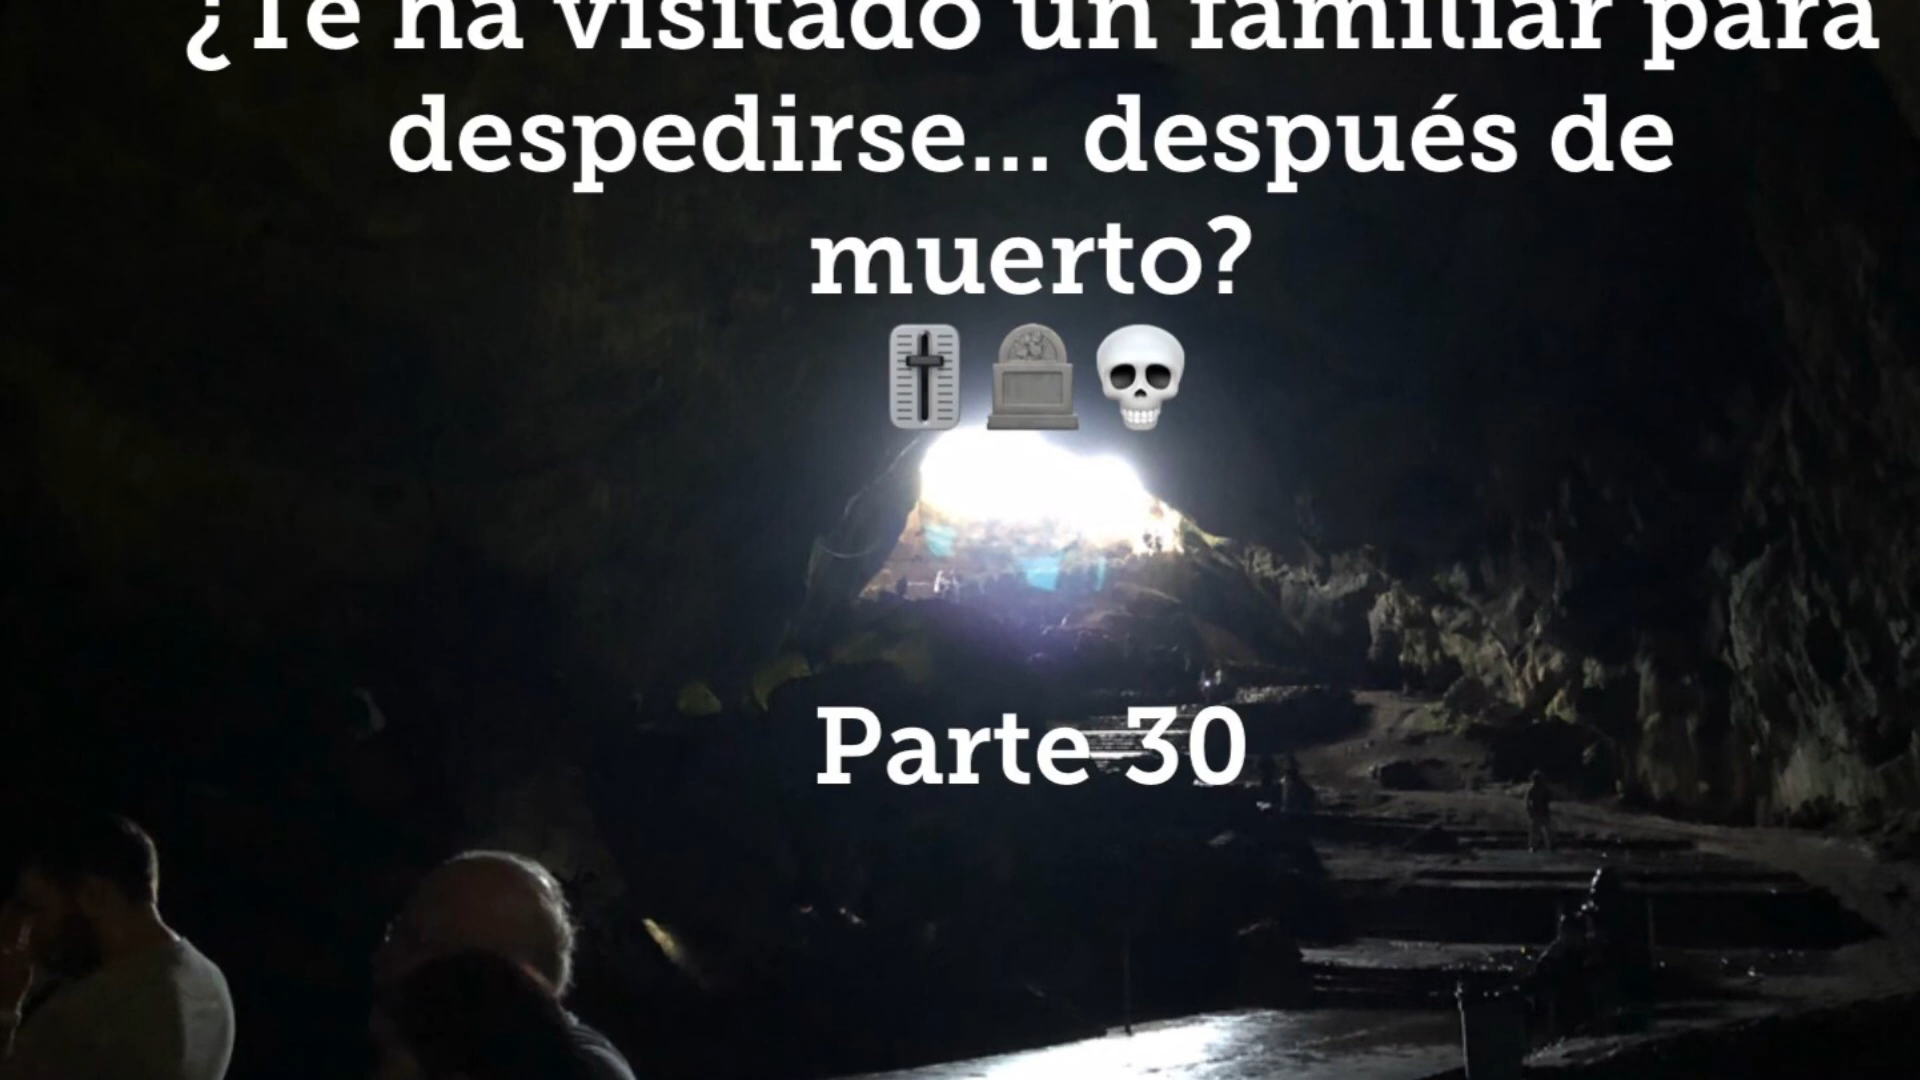 ¿Te ha visitado un familiar para
despedirse... después de
muerto?
Parte 30